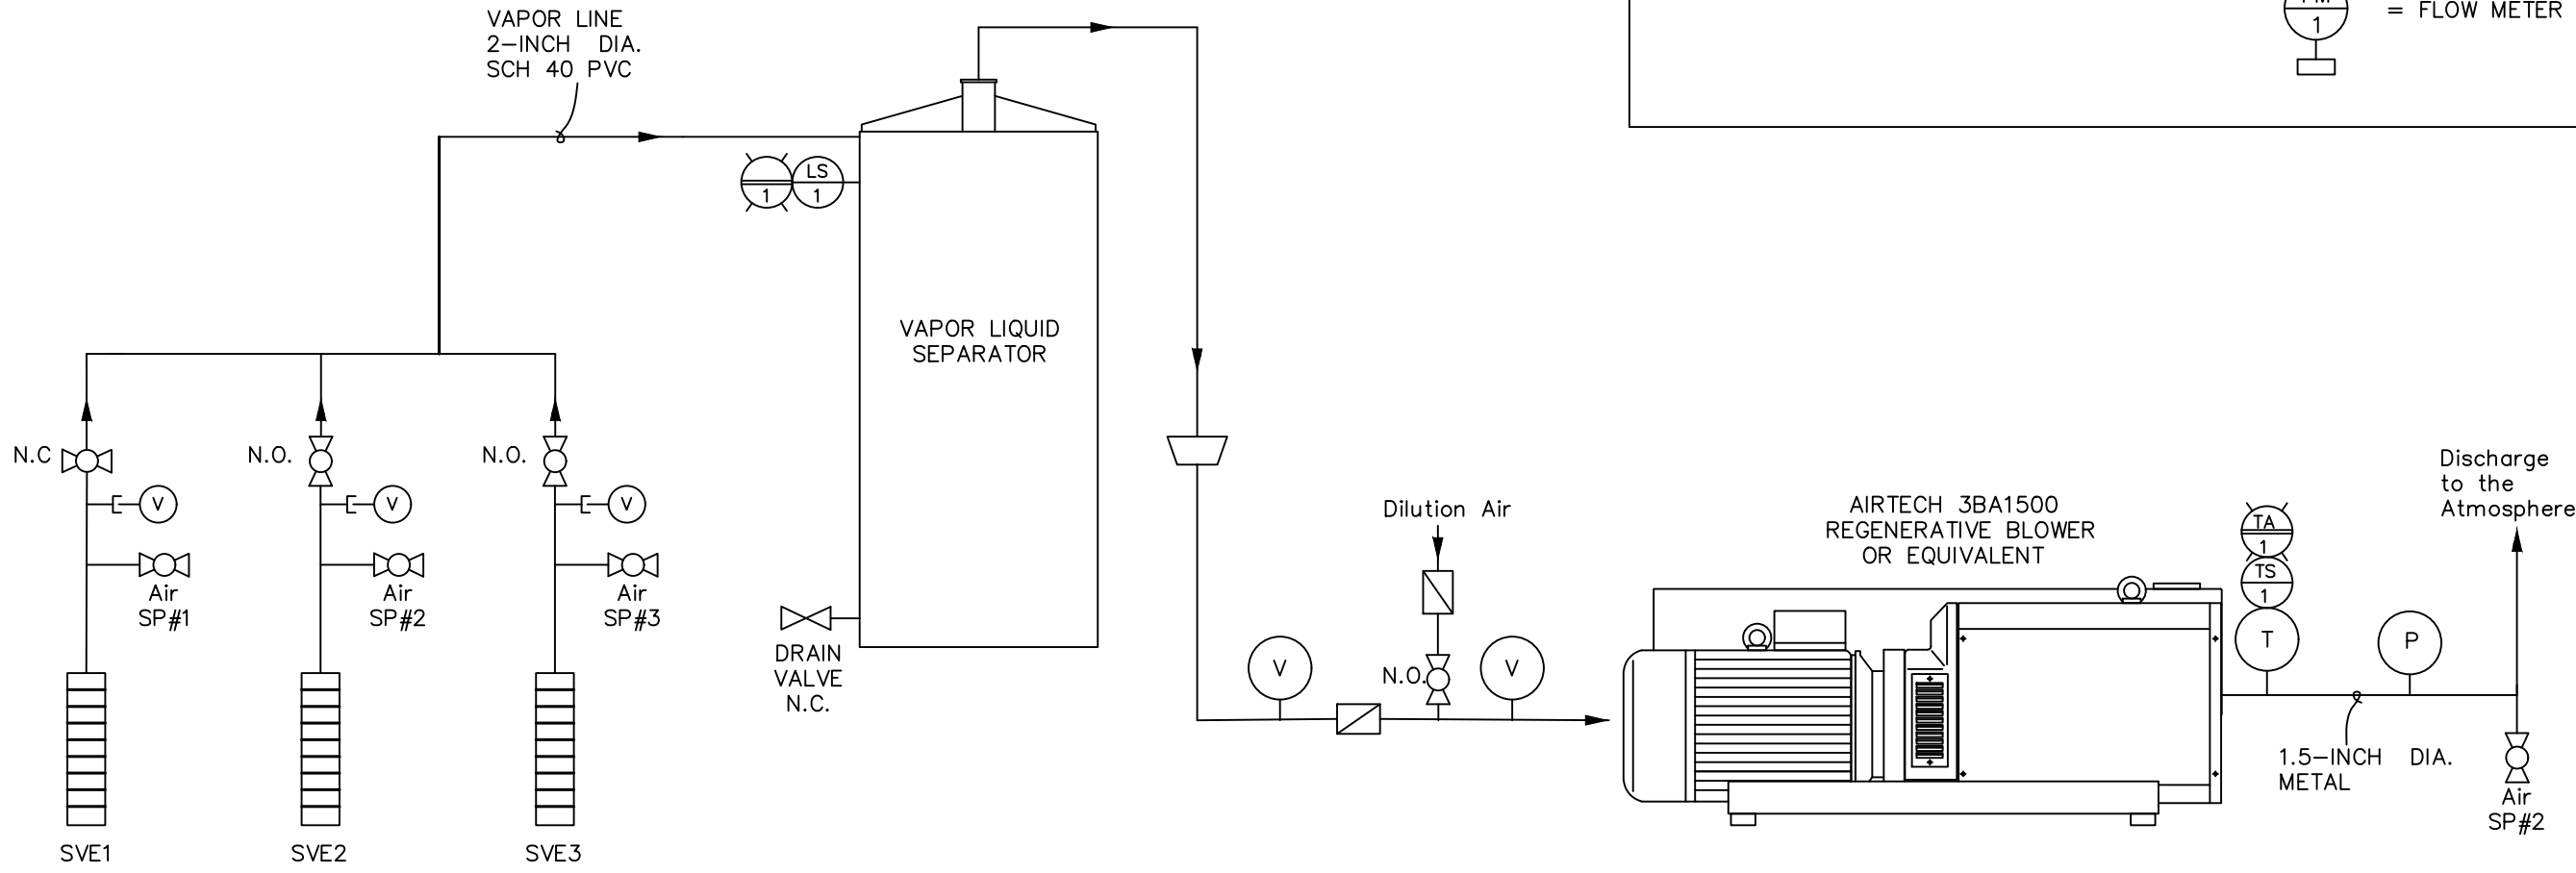 VAPOR LINE
2-INCH DIA.
SCH 40 PVC
1
= FLOW METER
LS
1
1
VAPOR LIQUID
SEPARATOR
N.C
N.O.
N.O.
V
V
V
Air
SP#1
Air
SP#2
Air
SP#3
DRAIN
VALVE
N.C.
SVE1
SVE2
SVE3
Dilution Air
N.O.
V
V
AIRTECH 3BA1500
REGENERATIVE BLOWER
OR EQUIVALENT
TA
1
TS
1
T
P
Discharge
to the
Atmosphere
1.5-INCH DIA.
METAL
Air
SP#2